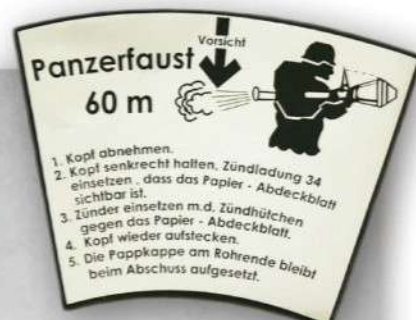 Vorsicht
Panzerfaust
60 m
1. Kopf abnehmen.
2. Kopf senkrecht halten, Zündladung 34
einsetzen , dass das Papier - Abdeckblatt
sichtbar ist.
3. Zünder einsetzen m.d. Zündhütchen
gegen das Papier - Abdeckblatt.
4. Kopf wieder aufstecken.
5. Die Pappkappe am Rohrende bleibt
beim Abschuss aufgesetzt.